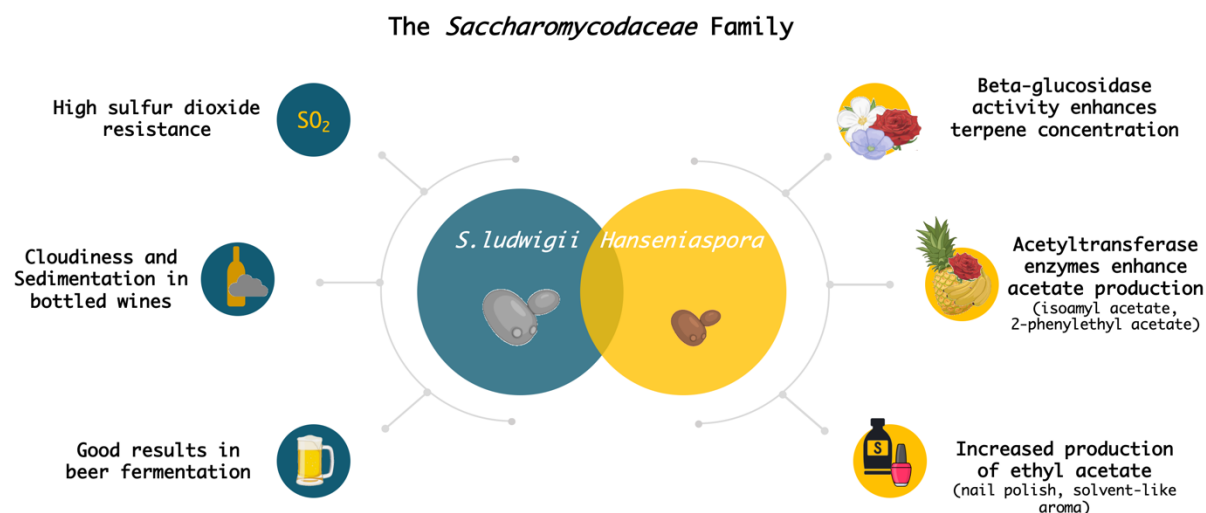 The Saccharomycodaceae Family
High sulfur dioxide
resistance
SO₂
Cloudiness and
Sedimentation in
bottled wines
Good results in
beer fermentation
S.ludwigii
Hanseniaspora
Beta-glucosidase
activity enhances
terpene concentration
Acetyltransferase
enzymes enhance
acetate production
(isoamyl acetate,
2-phenylethyl acetate)
S
Increased production
of ethyl acetate
(nail polish, solvent-like
aroma)